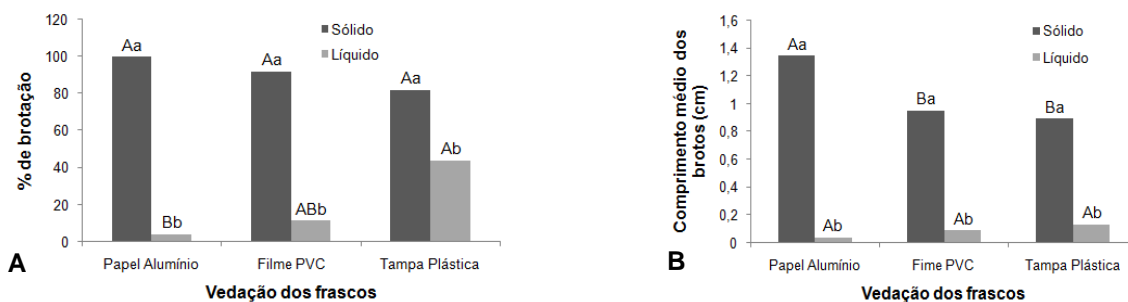 120
100
80
60
40
20
0
% de brotação
Aa
Aa
Aa
Bb
ABb
Ab
Sólido
Líquido
Papel Alumínio
Filme PVC
Tampa Plástica
Vedação dos frascos
A
1,6
1,4
1,2
1
0,8
0,6
0,4
0,2
0
Comprimento médio dos
brotos (cm)
Aa
Ba
Ba
Ab
Ab
Ab
Sólido
Líquido
Papel Alumínio
Fime PVC
Tampa Plástica
Vedação dos frascos
B